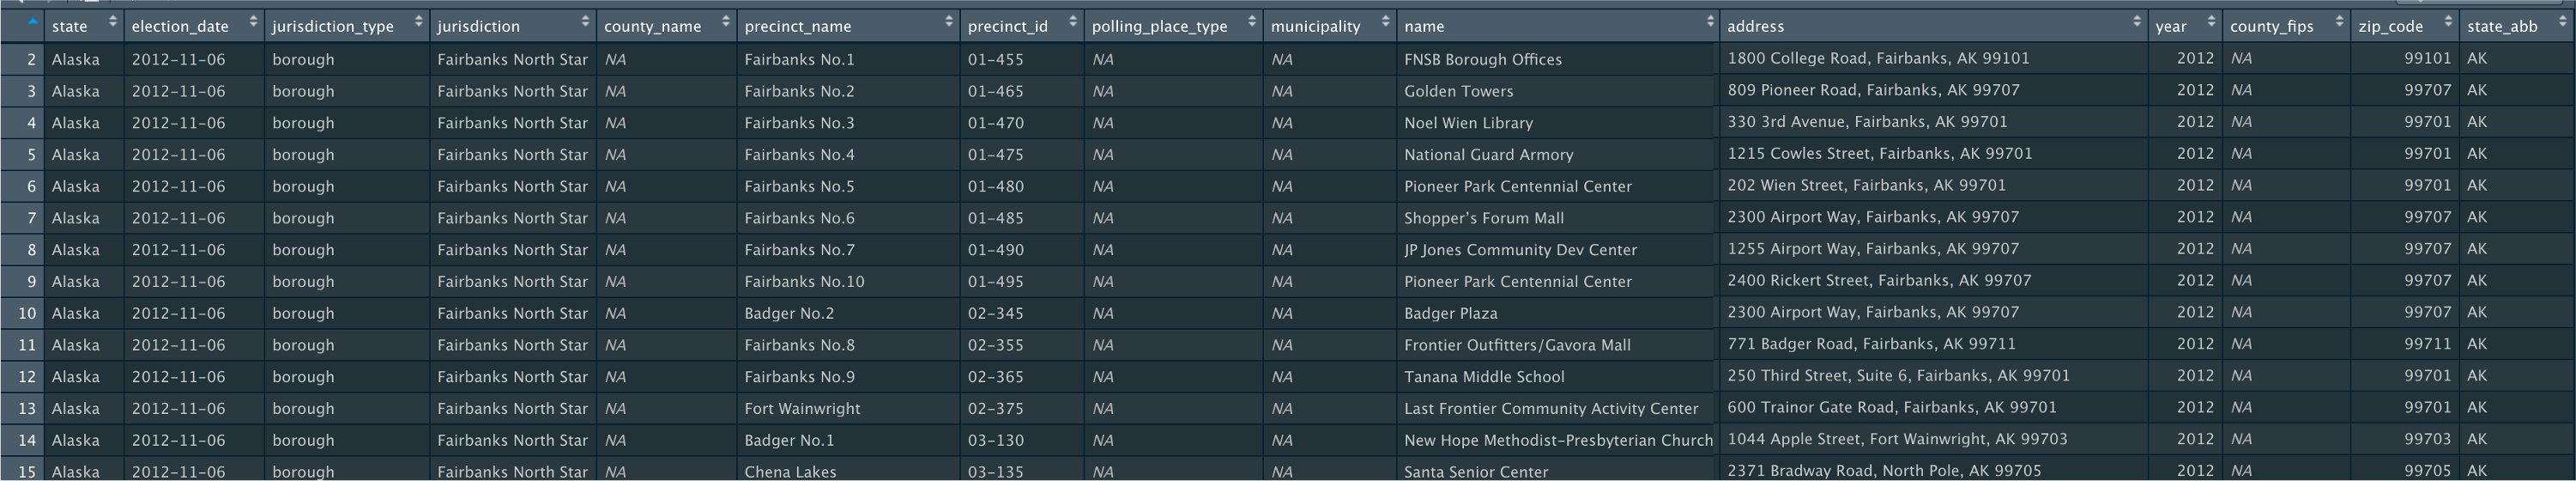 state election_date jurisdiction_type jurisdiction county_name precinct_name precinct_id polling_place_type municipality name address year county_fips zip_code state_abb
2 Alaska 2012-11-06 borough Fairbanks North Star NA Fairbanks No.1 01-455 NA NA FNSB Borough Offices 1800 College Road, Fairbanks, AK 99101 2012 NA 99101 AK
3 Alaska 2012-11-06 borough Fairbanks North Star NA Fairbanks No.2 01-465 NA NA Golden Towers 809 Pioneer Road, Fairbanks, AK 99707 2012 NA 99707 AK
4 Alaska 2012-11-06 borough Fairbanks North Star NA Fairbanks No.3 01-470 NA NA Noel Wien Library 330 3rd Avenue, Fairbanks, AK 99701 2012 NA 99701 AK
5 Alaska 2012-11-06 borough Fairbanks North Star NA Fairbanks No.4 01-475 NA NA National Guard Armory 1215 Cowles Street, Fairbanks, AK 99701 2012 NA 99701 AK
6 Alaska 2012-11-06 borough Fairbanks North Star NA Fairbanks No.5 01-480 NA NA Pioneer Park Centennial Center 202 Wien Street, Fairbanks, AK 99701 2012 NA 99701 AK
7 Alaska 2012-11-06 borough Fairbanks North Star NA Fairbanks No.6 01-485 NA NA Shopper's Forum Mall 2300 Airport Way, Fairbanks, AK 99707 2012 NA 99707 AK
8 Alaska 2012-11-06 borough Fairbanks North Star NA Fairbanks No.7 01-490 NA NA JP Jones Community Dev Center 1255 Airport Way, Fairbanks, AK 99707 2012 NA 99707 AK
9 Alaska 2012-11-06 borough Fairbanks North Star NA Fairbanks No.10 01-495 NA NA Pioneer Park Centennial Center 2400 Rickert Street, Fairbanks, AK 99707 2012 NA 99707 AK
10 Alaska 2012-11-06 borough Fairbanks North Star NA Badger No.2 02-345 NA NA Badger Plaza 2300 Airport Way, Fairbanks, AK 99707 2012 NA 99707 AK
11 Alaska 2012-11-06 borough Fairbanks North Star NA Fairbanks No.8 02-355 NA NA Frontier Outfitters/Gavora Mall 771 Badger Road, Fairbanks, AK 99711 2012 NA 99711 AK
12 Alaska 2012-11-06 borough Fairbanks North Star NA Fairbanks No.9 02-365 NA NA Tanana Middle School 250 Third Street, Suite 6, Fairbanks, AK 99701 2012 NA 99701 AK
13 Alaska 2012-11-06 borough Fairbanks North Star NA Fort Wainwright 02-375 NA NA Last Frontier Community Activity Center 600 Trainor Gate Road, Fairbanks, AK 99701 2012 NA 99701 AK
14 Alaska 2012-11-06 borough Fairbanks North Star NA Badger No.1 03-130 NA NA New Hope Methodist-Presbyterian Church 1044 Apple Street, Fort Wainwright, AK 99703 2012 NA 99703 AK
15 Alaska 2012-11-06 borough Fairbanks North Star NA Chena Lakes 03-135 NA NA Santa Senior Center 2371 Bradway Road, North Pole, AK 99705 2012 NA 99705 AK